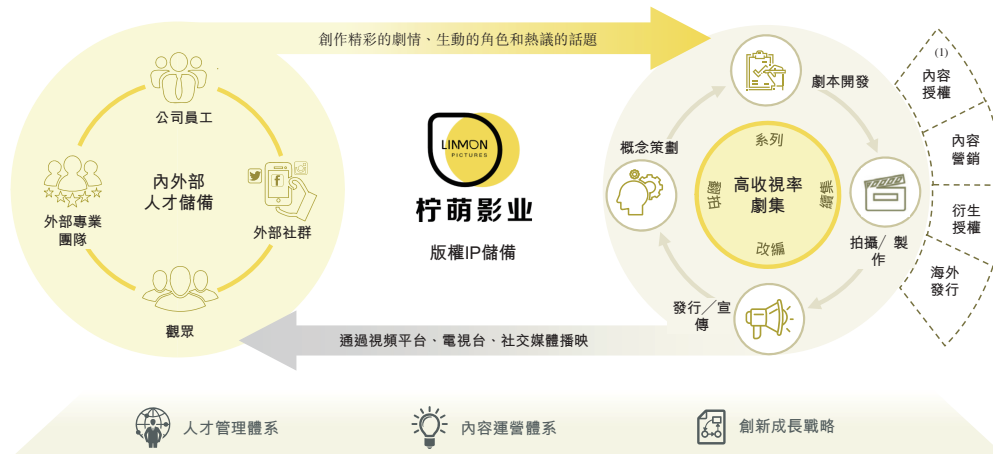 創作精彩的劇情、生動的角色和熱議的話題
公司員工
內外部
人才儲備
外部專業
團隊
外部社群
觀眾
LINMON
PICTURES
柠萌影业
版權IP儲備
劇本開發
概念策劃
系列
翻拍
高收視率
劇集
續集
改編
拍攝╱製
作
發行╱宣
傳
(1)
內容
授權
內容
營銷
衍生
授權
海外
發行
通過視頻平台、電視台、社交媒體播映
人才管理體系
內容運營體系
創新成長戰略